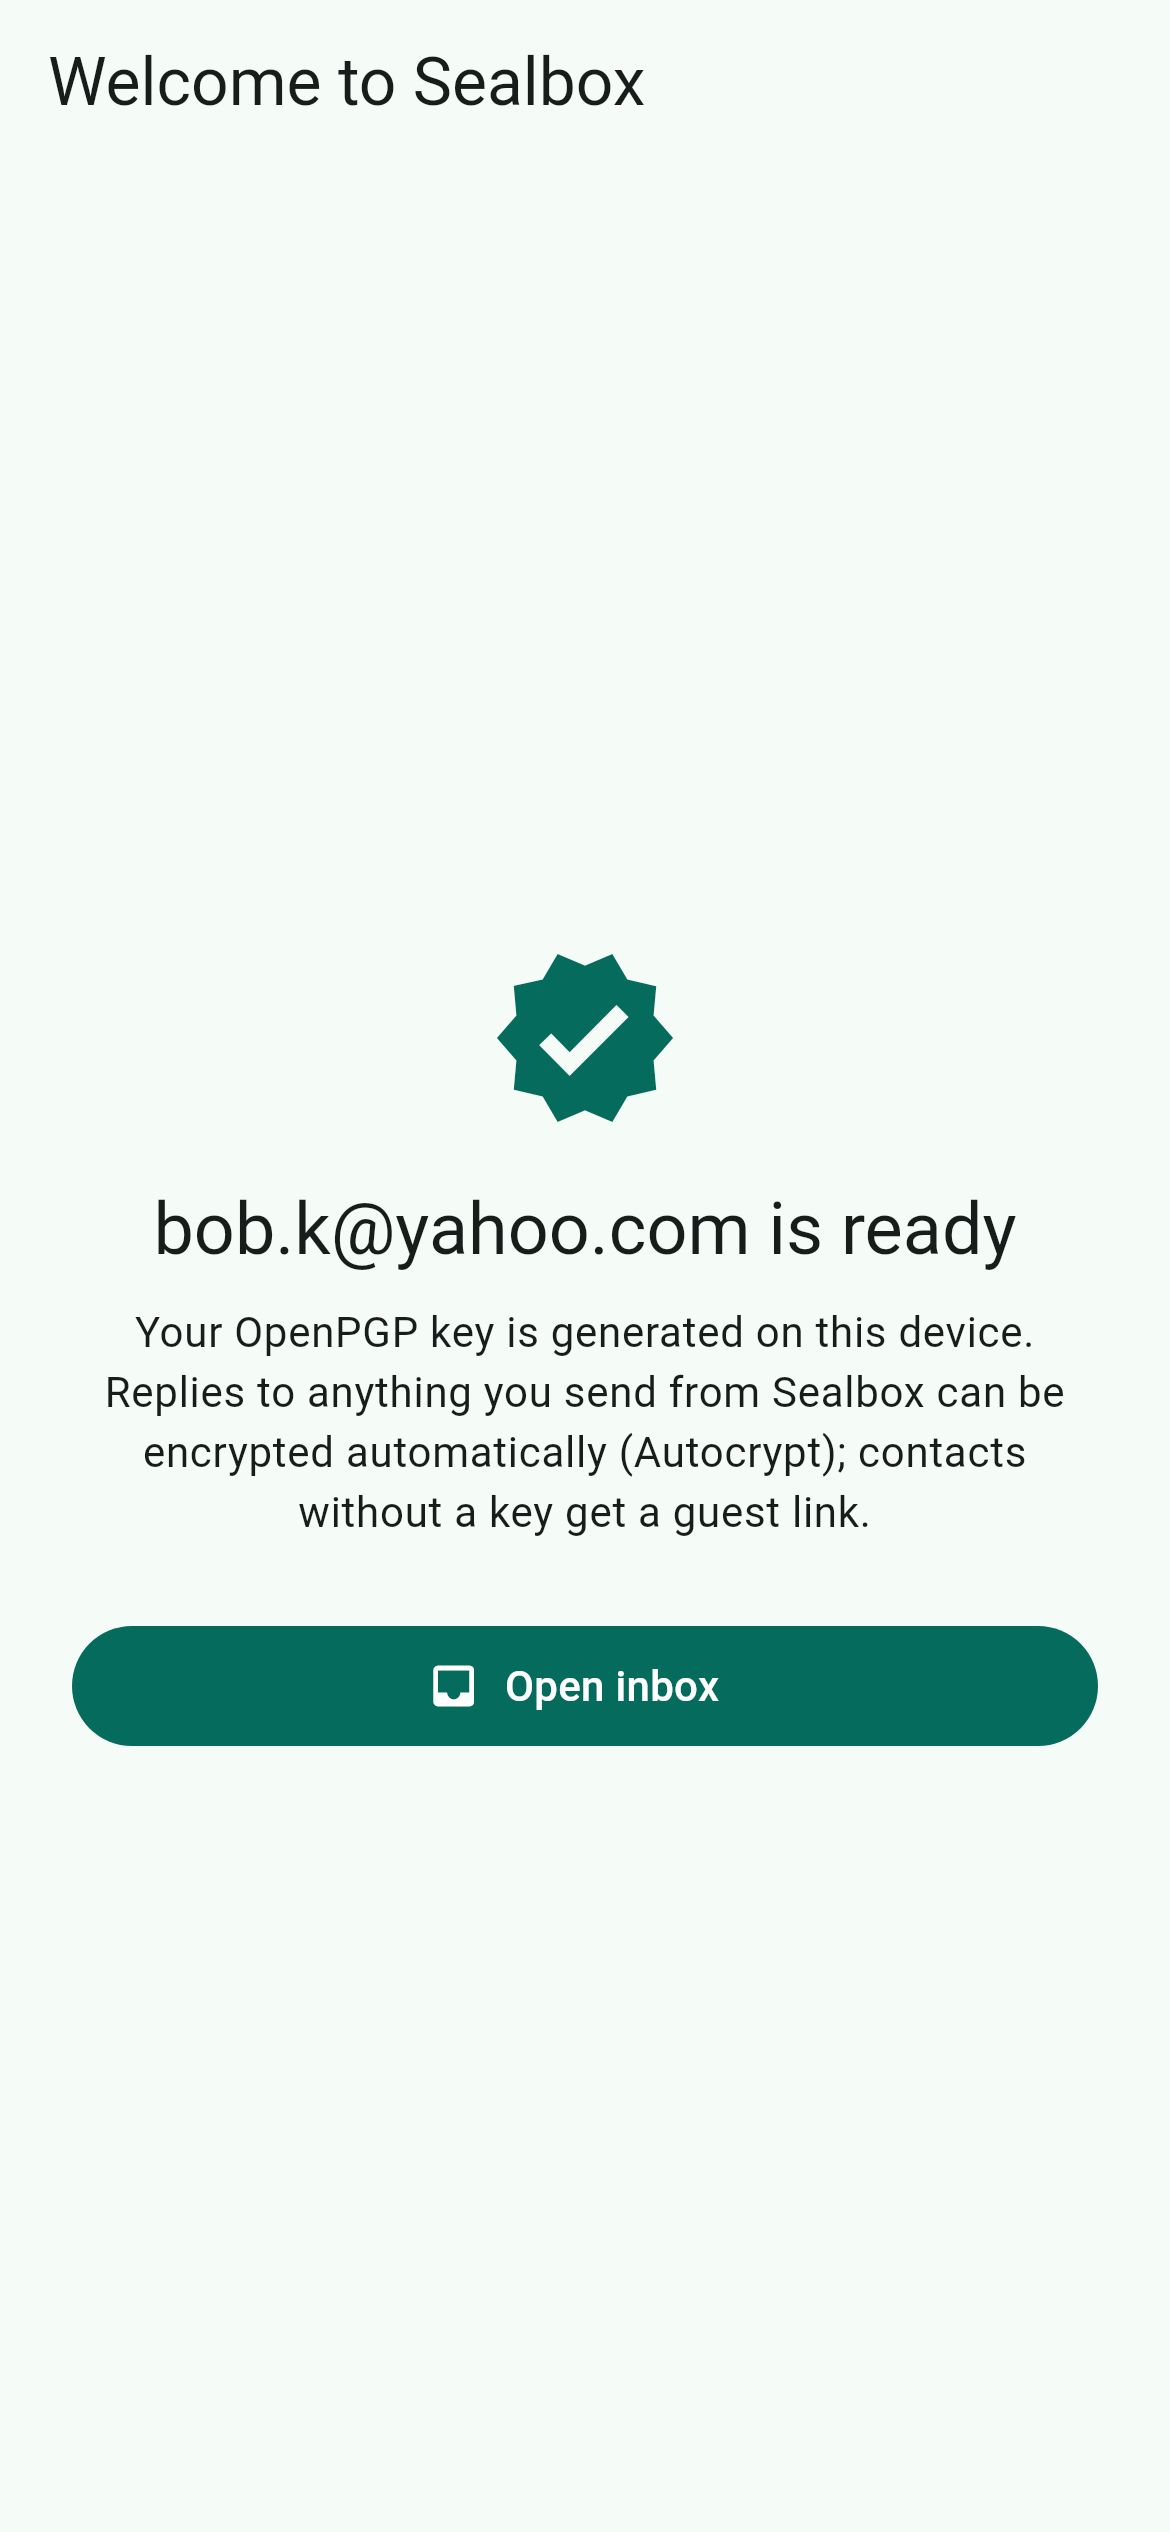 Welcome to Sealbox
bob.k@yahoo.com is ready
Your OpenPGP key is generated on this device.
Replies to anything you send from Sealbox can be
encrypted automatically (Autocrypt); contacts
without a key get a guest link.
Open inbox